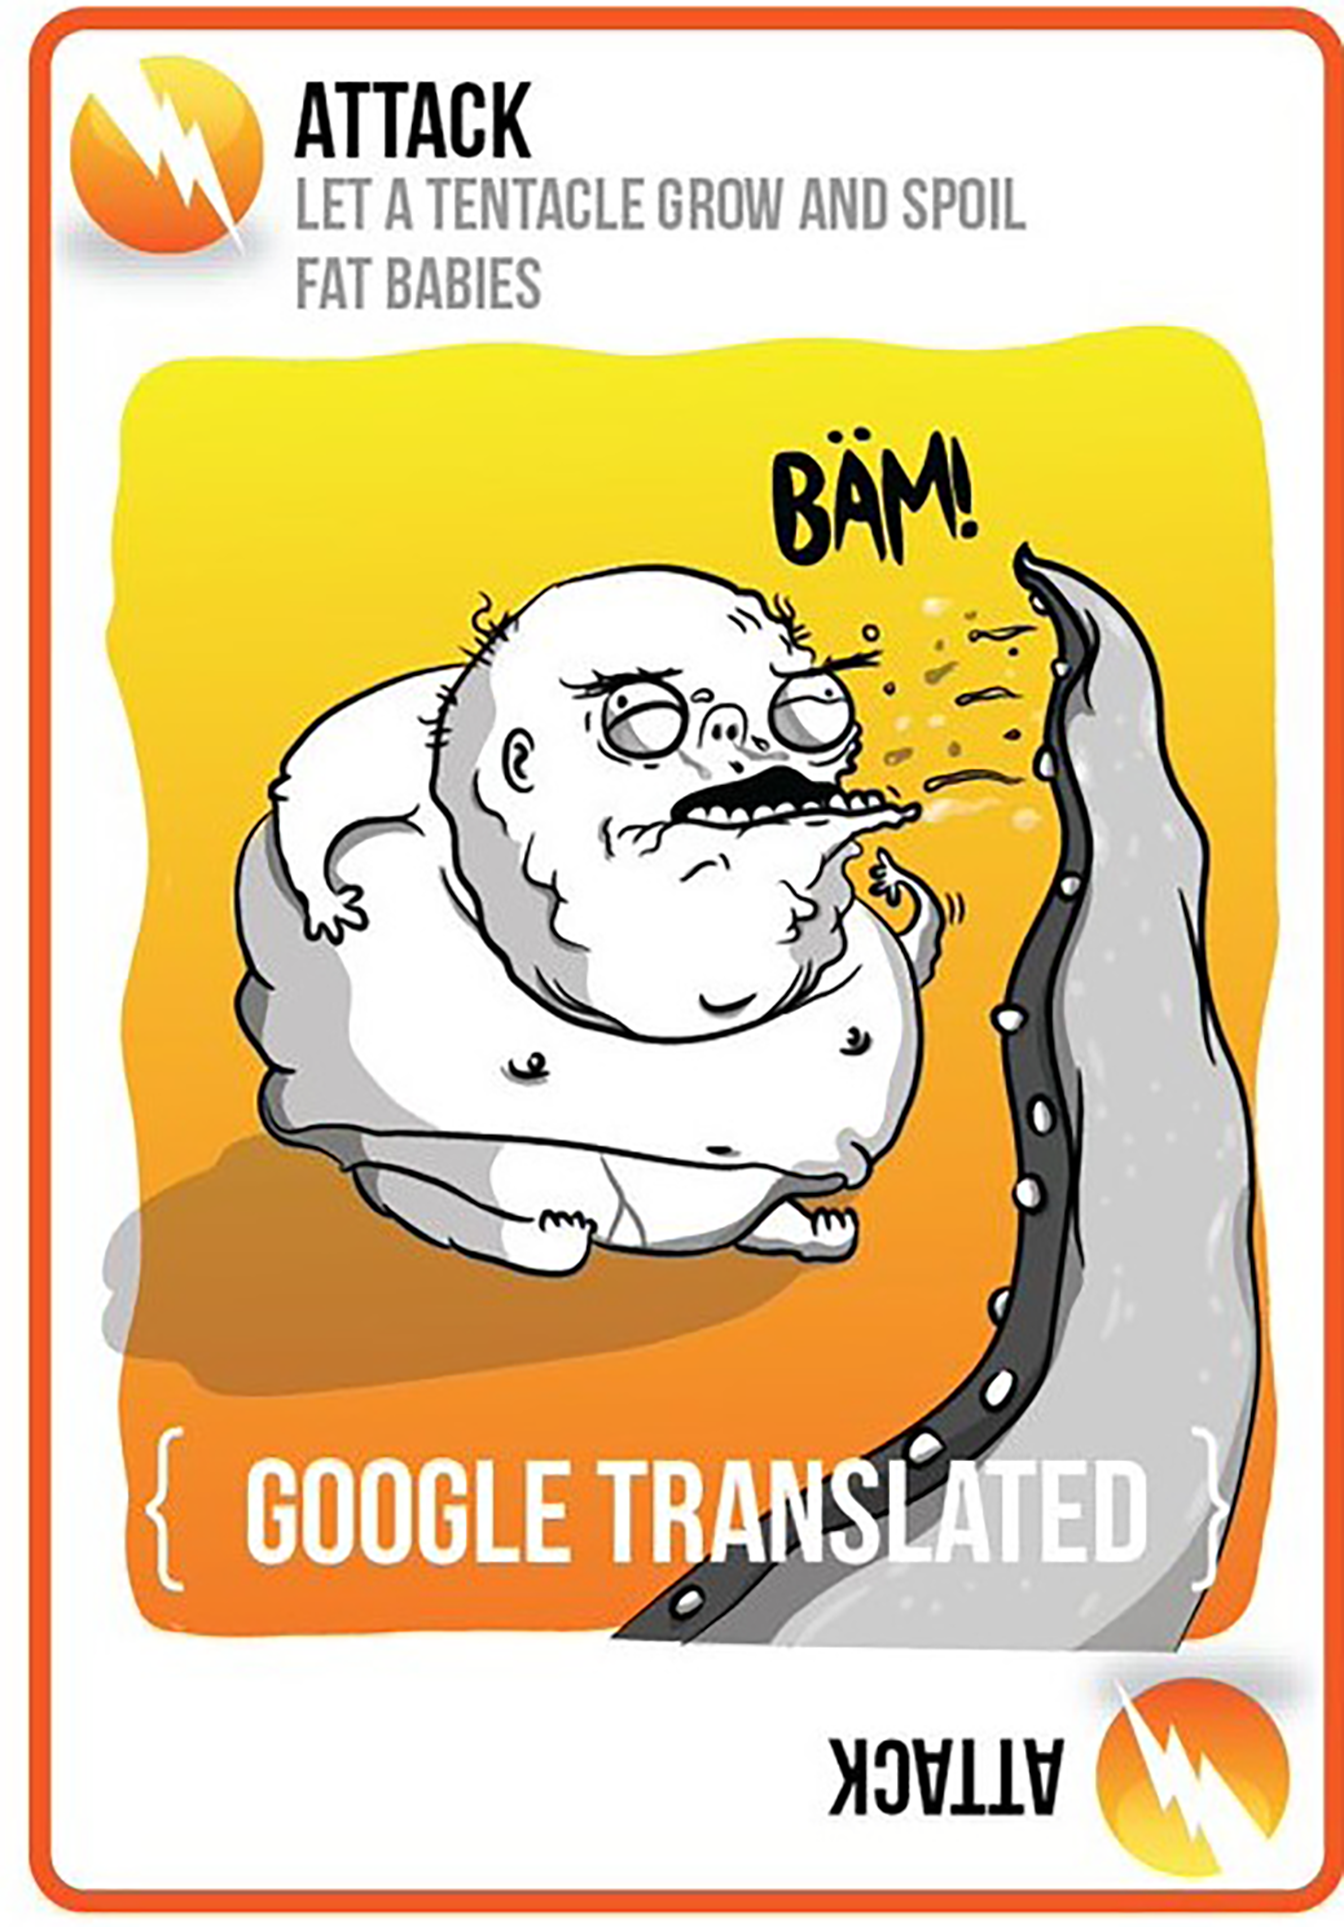 ATTACK
LET A TENTACLE GROW AND SPOIL
FAT BABIES
BÄM!
{ GOOGLE TRANSLATED }
ATTACK